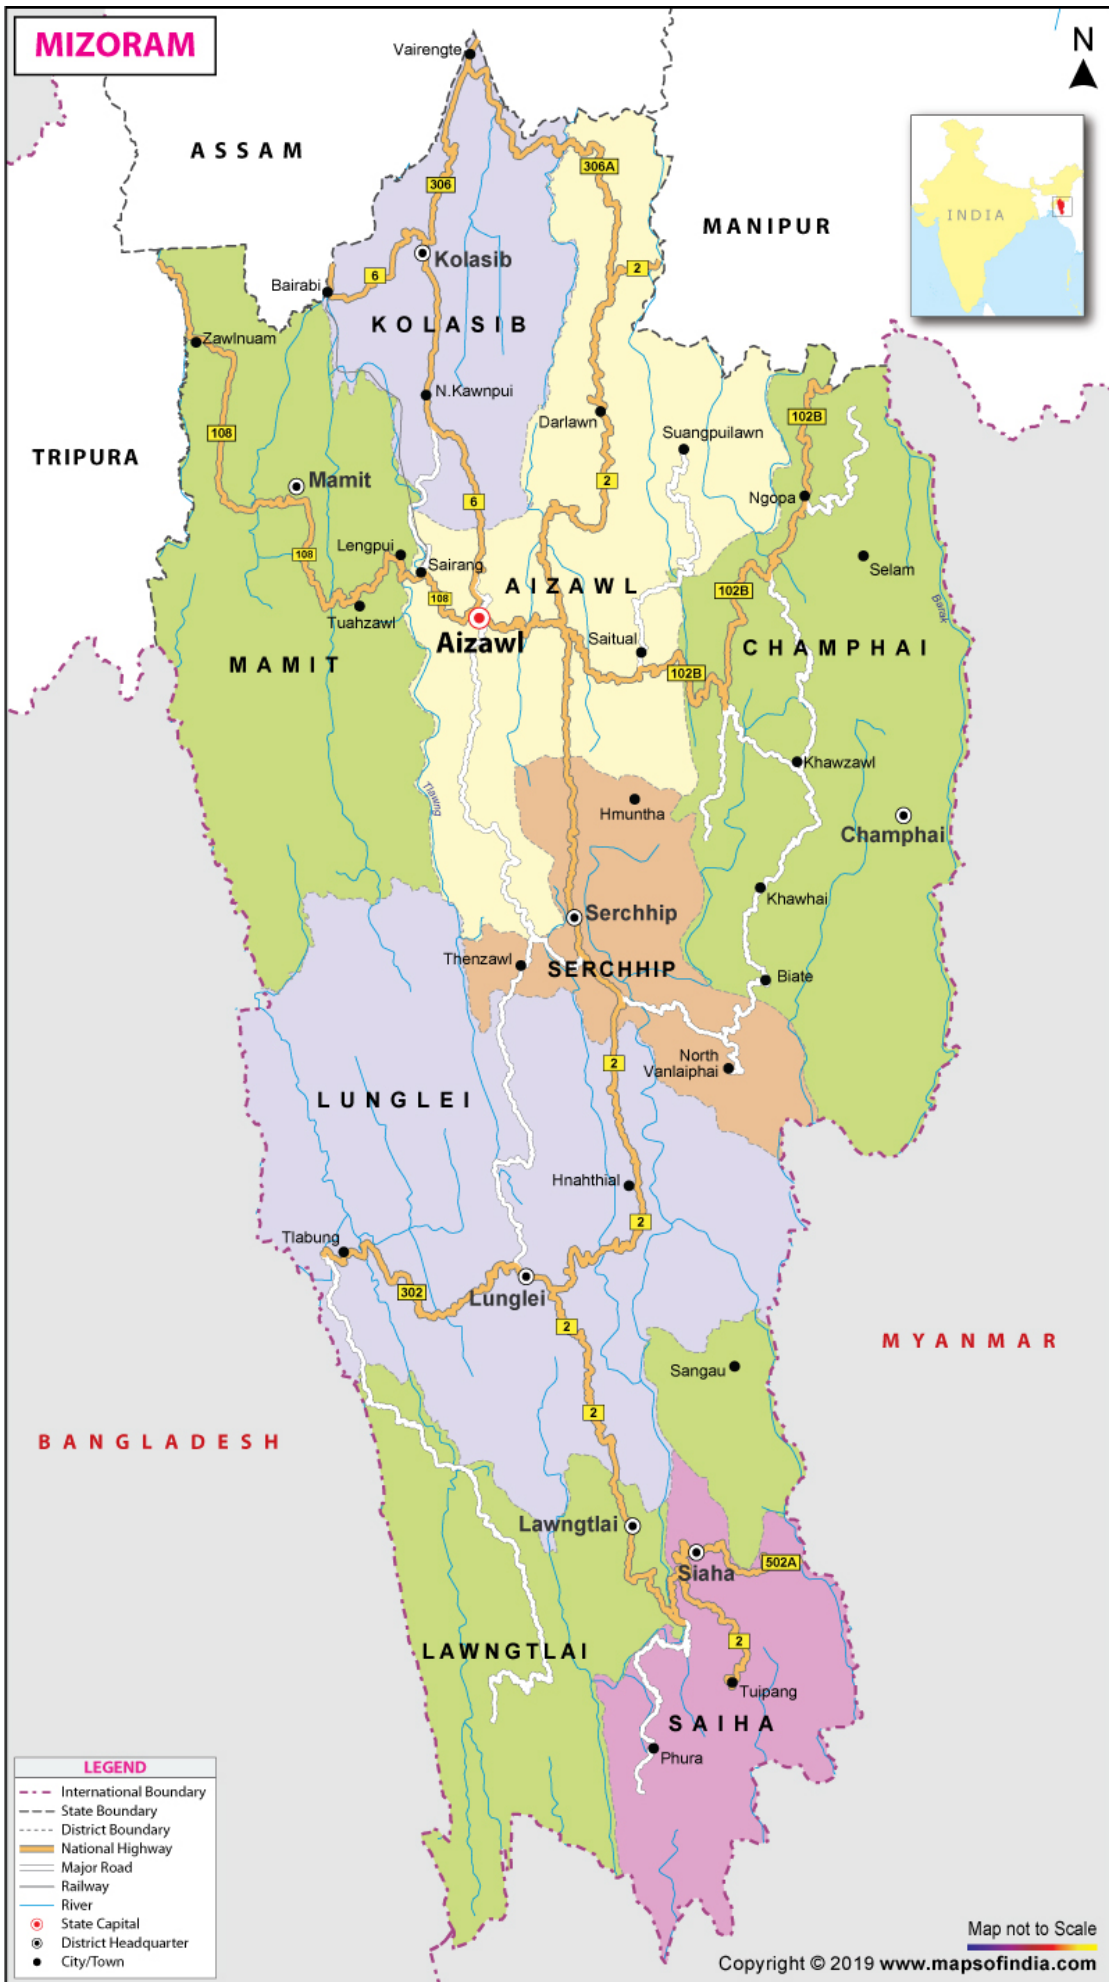 MIZORAM
N
Vairengte
ASSAM
306
306A
INDIA
MANIPUR
Kolasib
6
2
Bairabi
KOLASIB
Zawlnuam
N.Kawnpui
Darlawn
102B
108
Suangpuilawn
TRIPURA
Mamit
2
Ngopa
6
Lengpui
108
Sairang
Selam
AIZAWL
102B
108
Barak
Tuahzawl
Aizawl
Saitual
CHAMPHAI
MAMIT
102B
Khawzawl
Tlawng
Hmuntha
Champhai
Khawhai
Serchhip
Thenzawl
SERCHHIP
Biate
2
North
Vanlaiphai
LUNGLEI
Hnahthial
2
Tlabung
302
Lunglei
2
MYANMAR
Sangau
2
BANGLADESH
Lawngtlai
502A
Siaha
2
LAWNGTLAI
Tuipang
SAIHA
Phura
LEGEND
International Boundary
State Boundary
District Boundary
National Highway
Major Road
Railway
River
State Capital
District Headquarter
City/Town
Map not to Scale
Copyright © 2019 www.mapsofindia.com